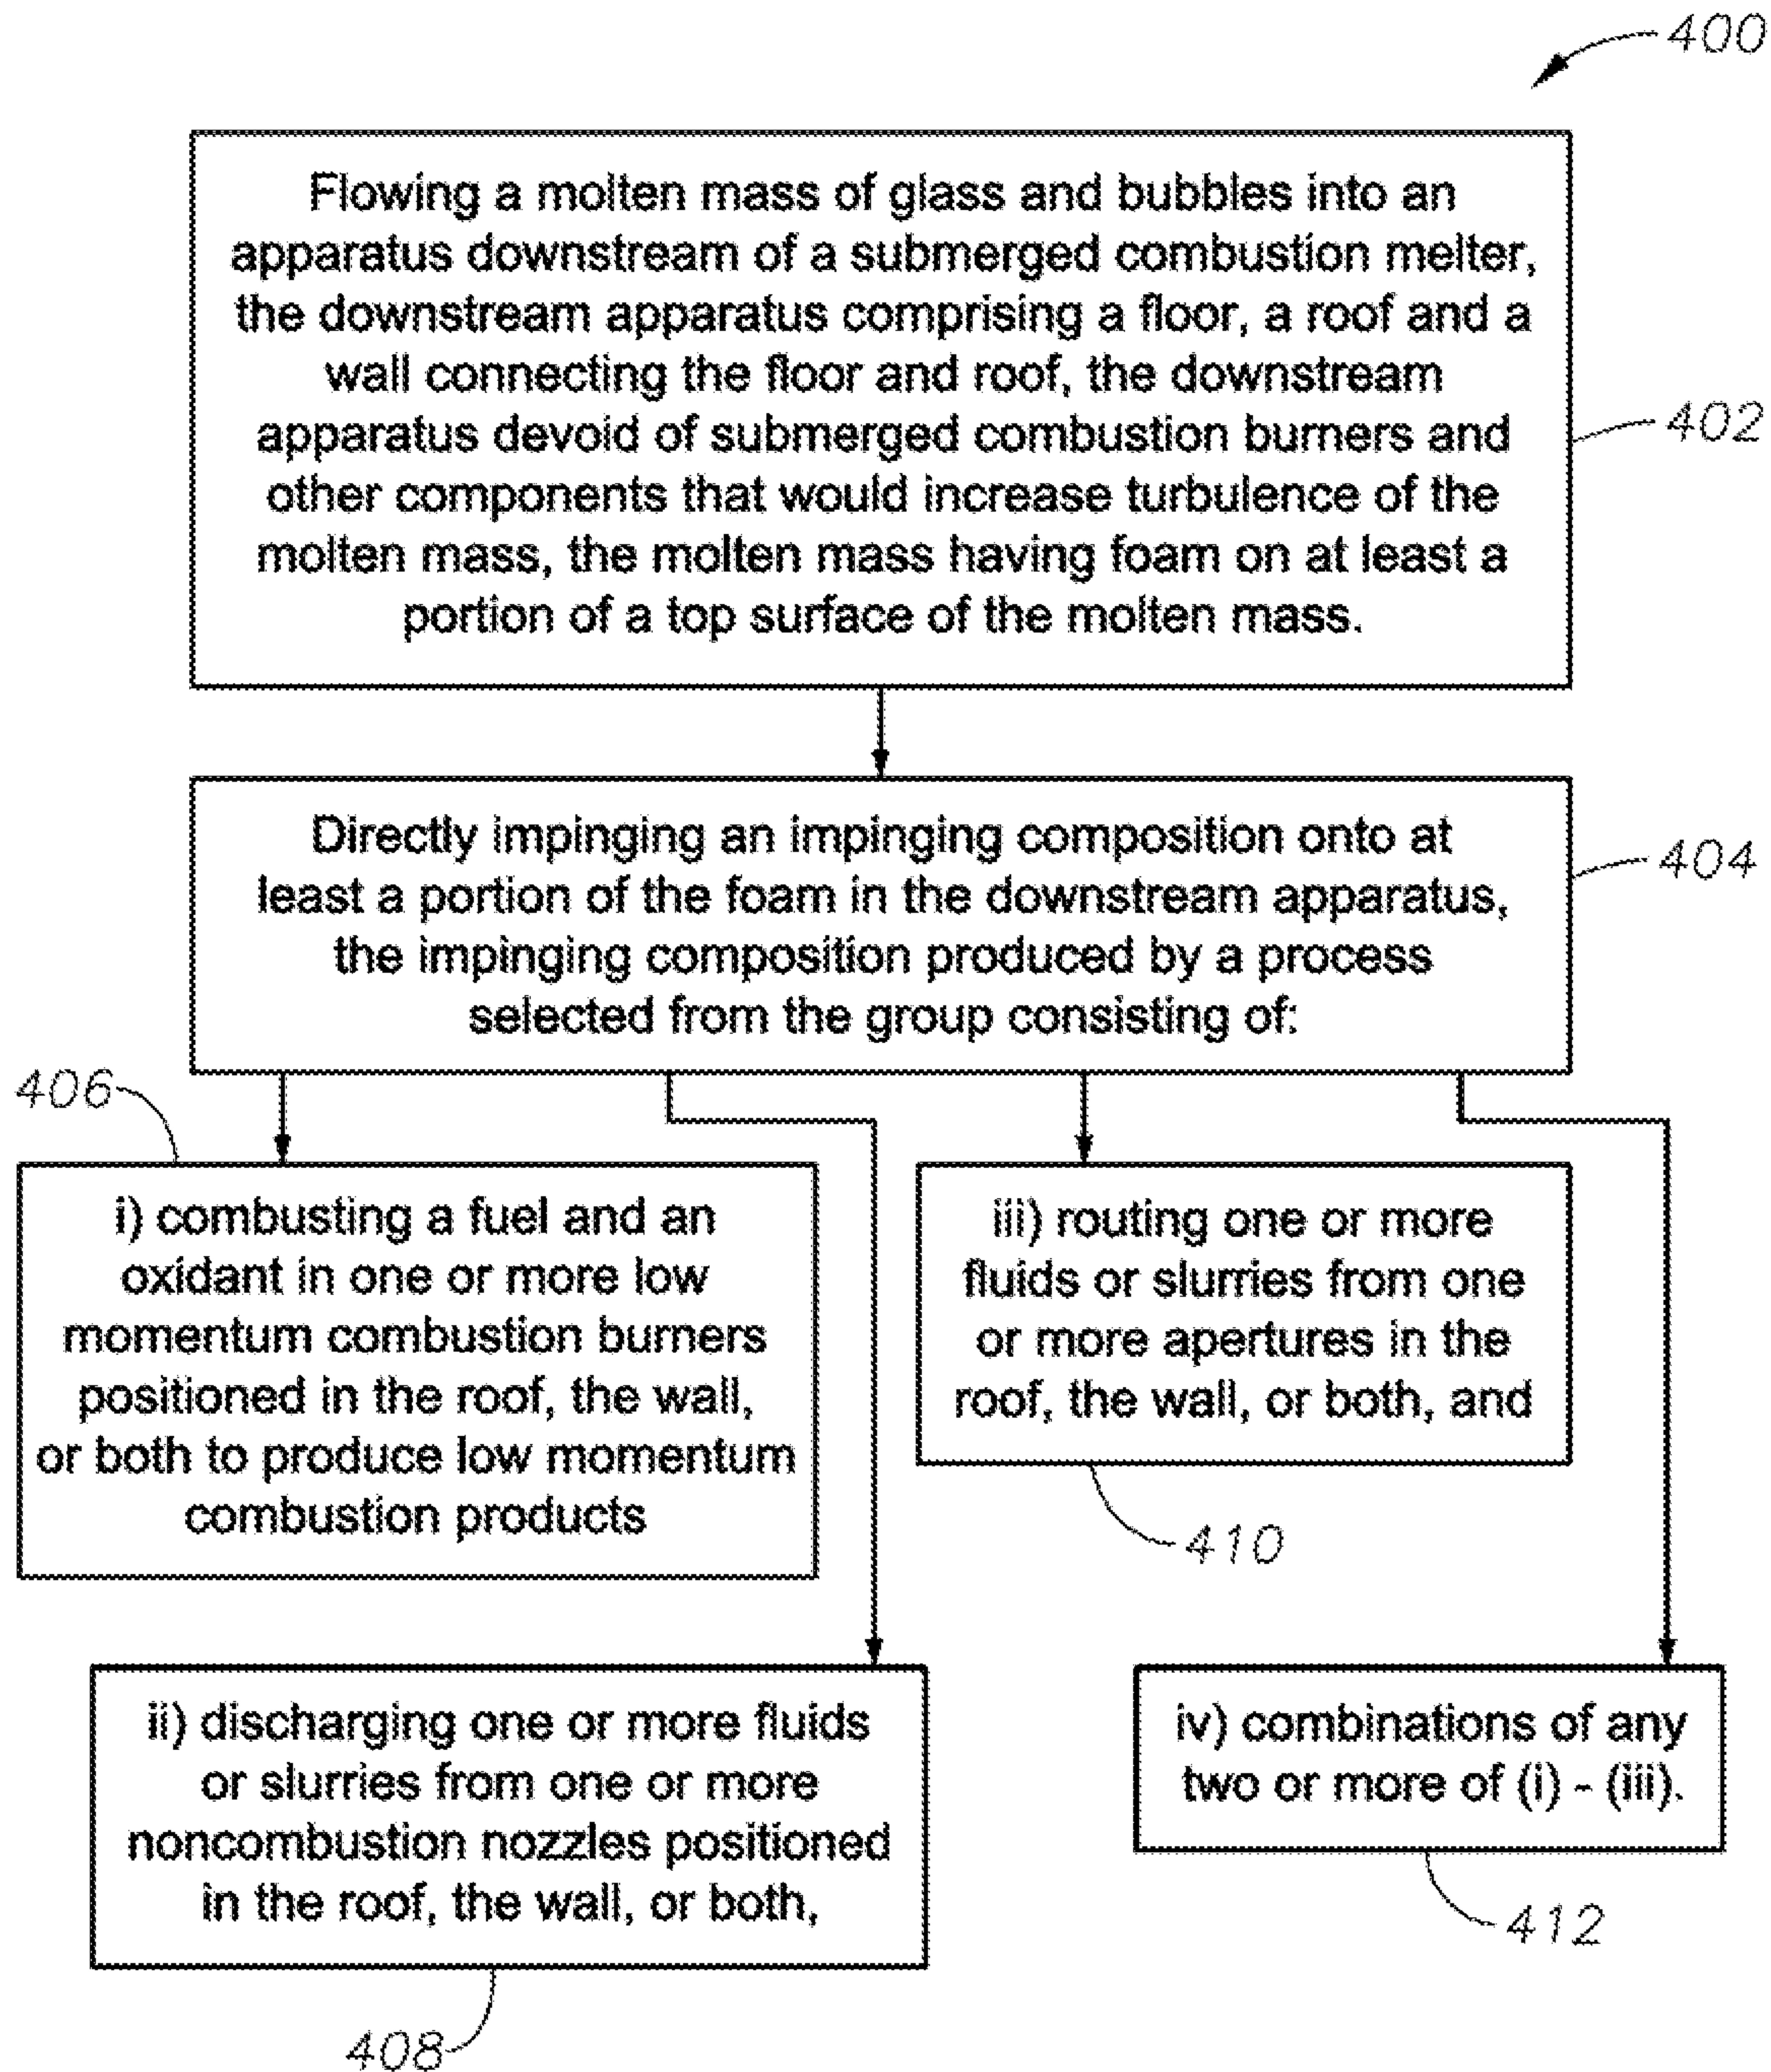 400
Flowing a molten mass of glass and bubbles into an
apparatus downstream of a submerged combustion melter,
the downstream apparatus comprising a floor, a roof and a
wall connecting the floor and roof, the downstream
apparatus devoid of submerged combustion burners and
other components that would increase turbulence of the
molten mass, the molten mass having foam on at least a
portion of a top surface of the molten mass.
402
Directly impinging an impinging composition onto at
least a portion of the foam in the downstream apparatus,
the impinging composition produced by a process
selected from the group consisting of:
404
406
i) combusting a fuel and an
oxidant in one or more low
momentum combustion burners
positioned in the roof, the wall,
or both to produce low momentum
combustion products
iii) routing one or more
fluids or slurries from one
or more apertures in the
roof, the wall, or both, and
410
ii) discharging one or more fluids
or slurries from one or more
noncombustion nozzles positioned
in the roof, the wall, or both,
408
iv) combinations of any
two or more of (i) - (iii).
412